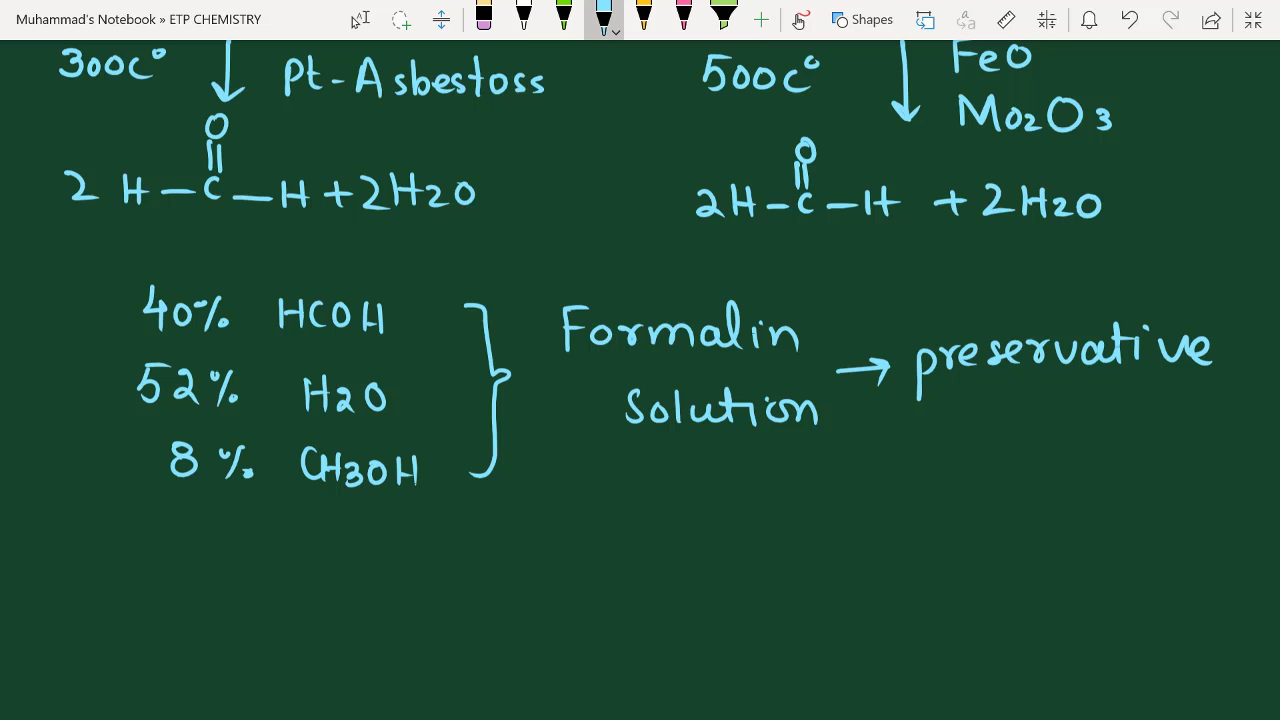 Muhammad's Notebook » ETP CHEMISTRY
Shapes
300C°
Pt-Asbestoss
O
||
2 H-C-H + 2H2O
500C°
FeO
Mo2O3
O
||
2H-C-H + 2H2O
40% HCOH
52% H2O
8% CH3OH
Formalin
Solution
→ preservative